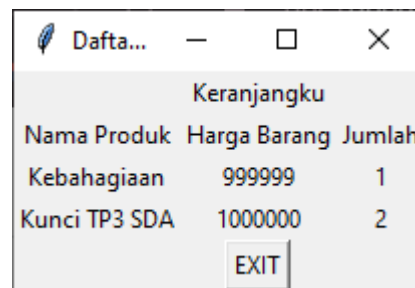 Dafta...
Keranjangku
Nama Produk Harga Barang Jumlah
Kebahagiaan 999999 1
Kunci TP3 SDA 1000000 2
EXIT